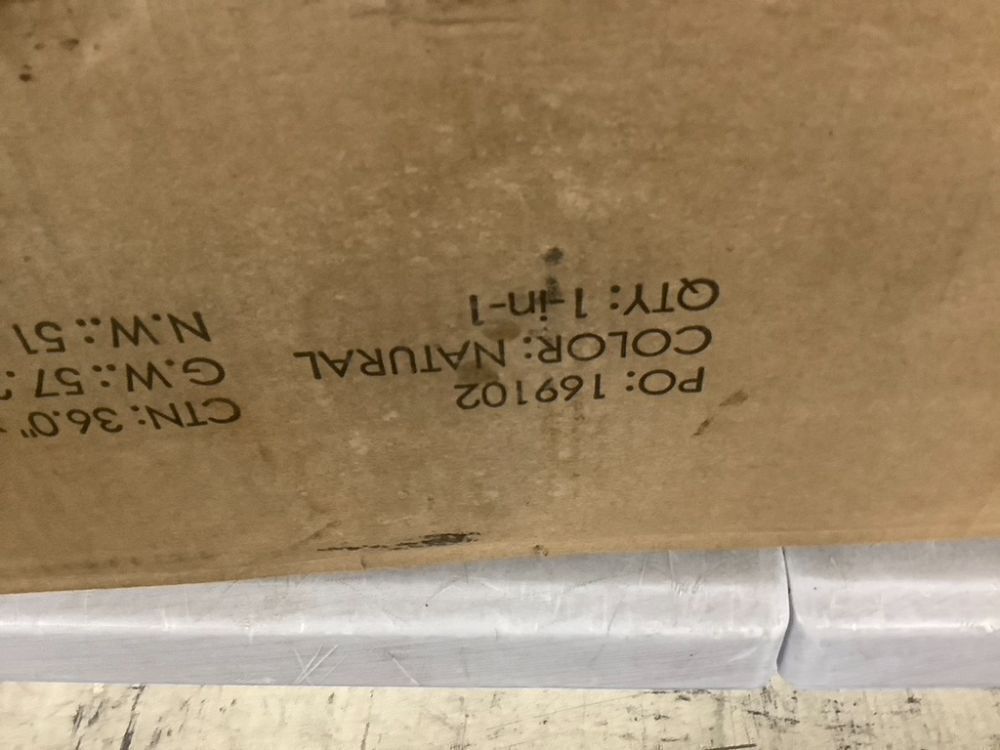 PO: 169102
COLOR: NATURAL
QTY: 1-in-1
CTN: 36.0"
G.W.: 57.
N.W.: 51